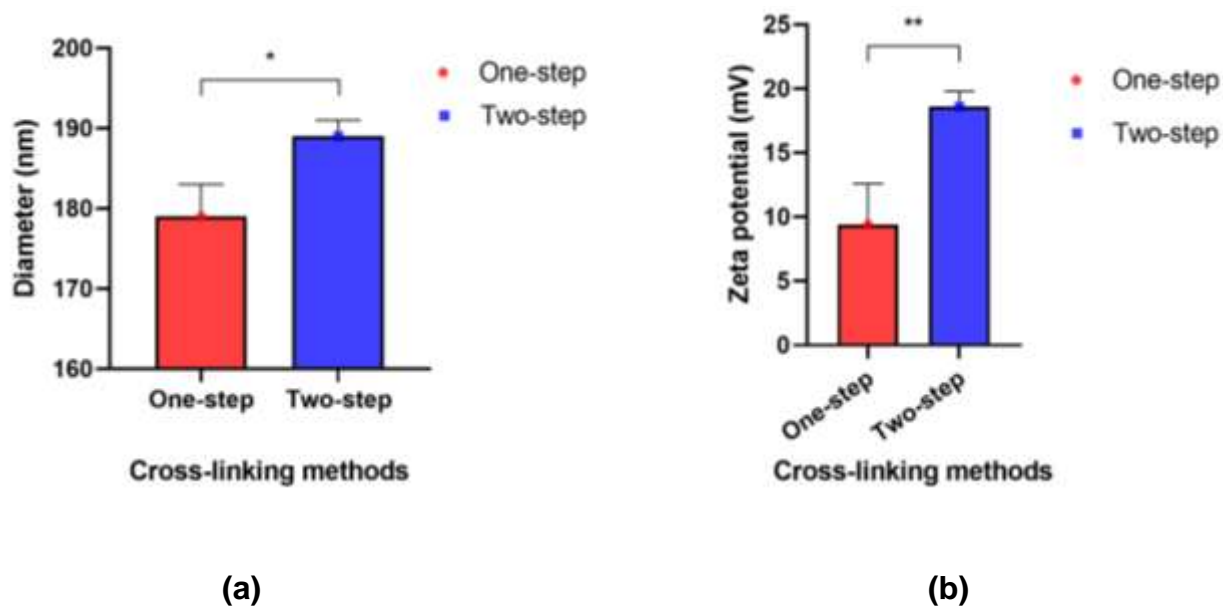 200
190
180
170
160
Diameter (nm)
*
One-step
Two-step
One-step Two-step
Cross-linking methods
(a)
25
20
15
10
5
0
Zeta potential (mV)
**
One-step
Two-step
One-step
Two-step
Cross-linking methods
(b)